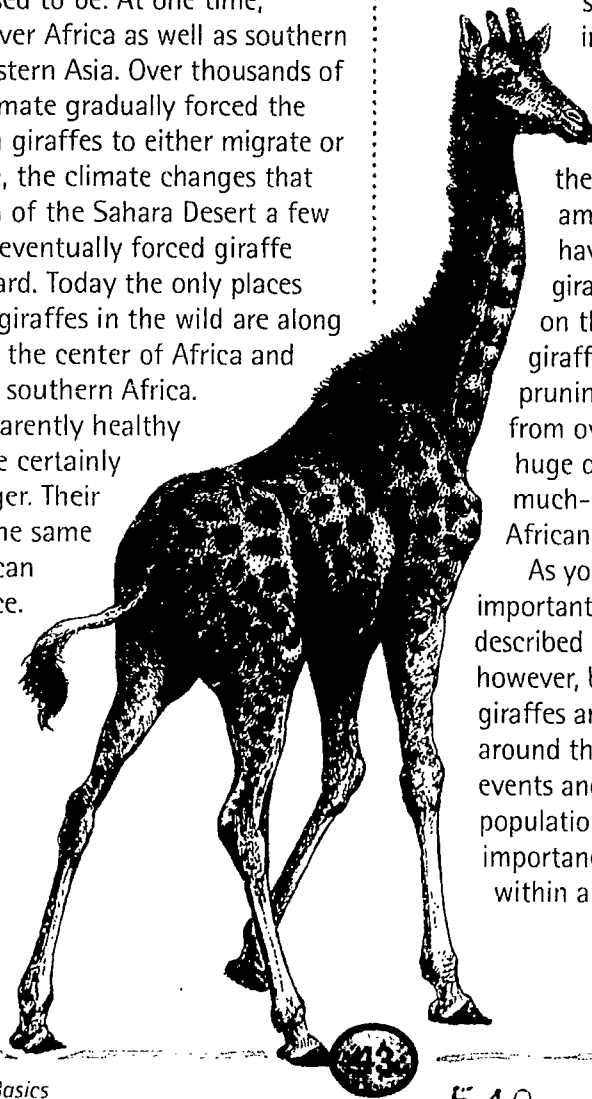 sed to be. At one time,
ver Africa as well as southern
stern Asia. Over thousands of
mate gradually forced the
giraffes to either migrate or
, the climate changes that
of the Sahara Desert a few
eventually forced giraffe
ard. Today the only places
giraffes in the wild are along
the center of Africa and
southern Africa.
arently healthy
e certainly
ger. Their
he same
can
ce.
the
am
hav
gira
on th
giraff
prunin
from ov
huge d
much-
African
As yo
important
described
however, b
giraffes ar
around th
events and
populatio
importanc
within a
43
Basics